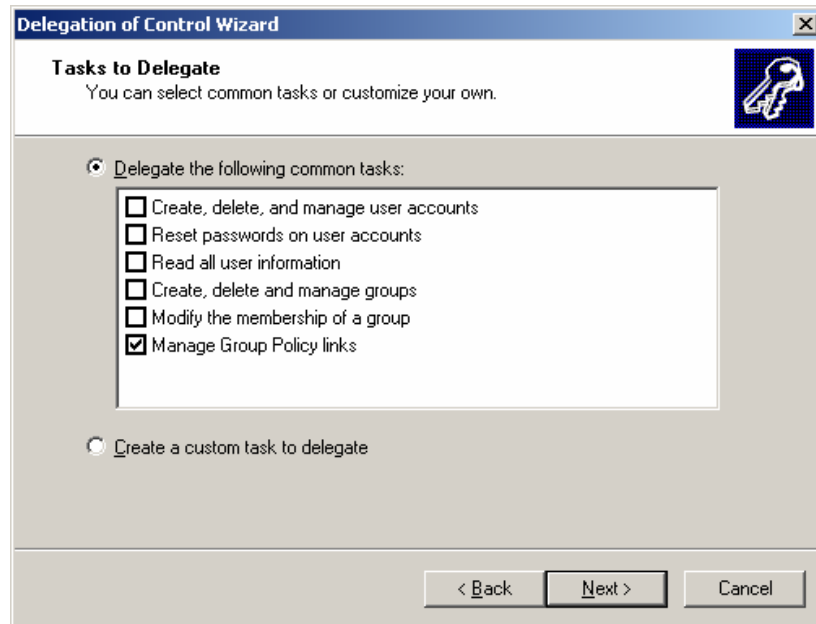 Delegation of Control Wizard
Tasks to Delegate
You can select common tasks or customize your own.
Delegate the following common tasks:
Create, delete, and manage user accounts
Reset passwords on user accounts
Read all user information
Create, delete and manage groups
Modify the membership of a group
Manage Group Policy links
Create a custom task to delegate
< Back Next > Cancel